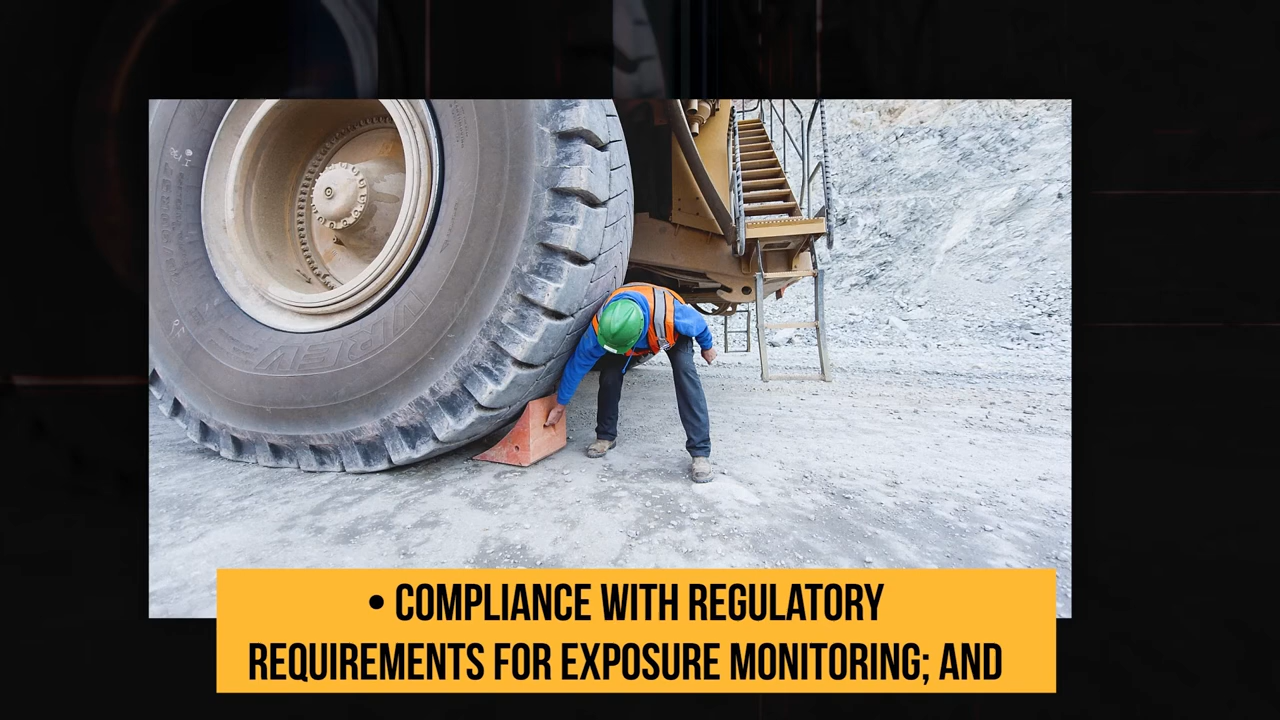 • COMPLIANCE WITH REGULATORY
REQUIREMENTS FOR EXPOSURE MONITORING; AND